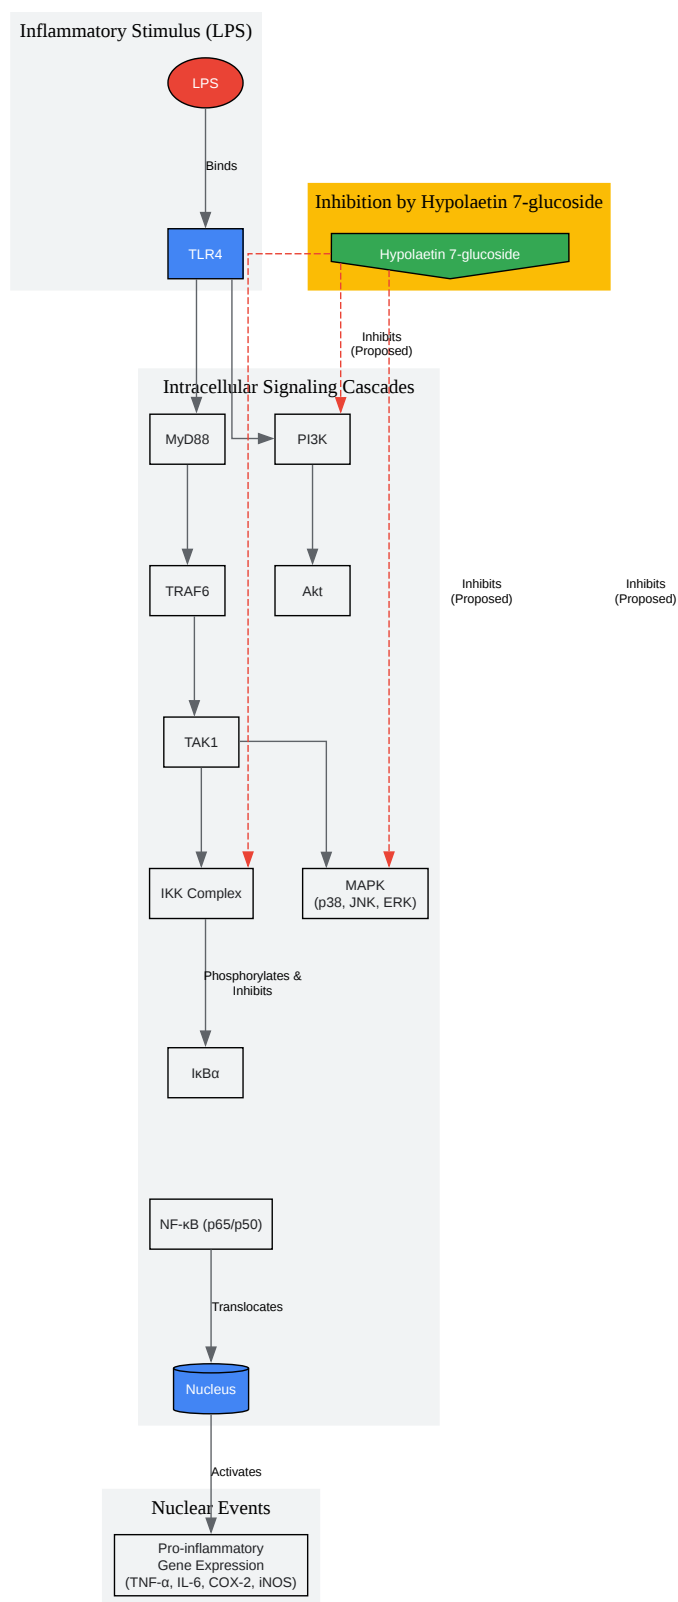 Inflammatory Stimulus (LPS)
LPS
Binds
TLR4
Inhibition by Hypolaetin 7-glucoside
Hypolaetin 7-glucoside
Inhibits
(Proposed)
Intracellular Signaling Cascades
MyD88
PI3K
TRAF6
Akt
Inhibits
(Proposed)
Inhibits
(Proposed)
TAK1
IKK Complex
MAPK
(p38, JNK, ERK)
Phosphorylates &
Inhibits
IκBα
NF-κB (p65/p50)
Translocates
Nucleus
Activates
Nuclear Events
Pro-inflammatory
Gene Expression
(TNF-α, IL-6, COX-2, iNOS)